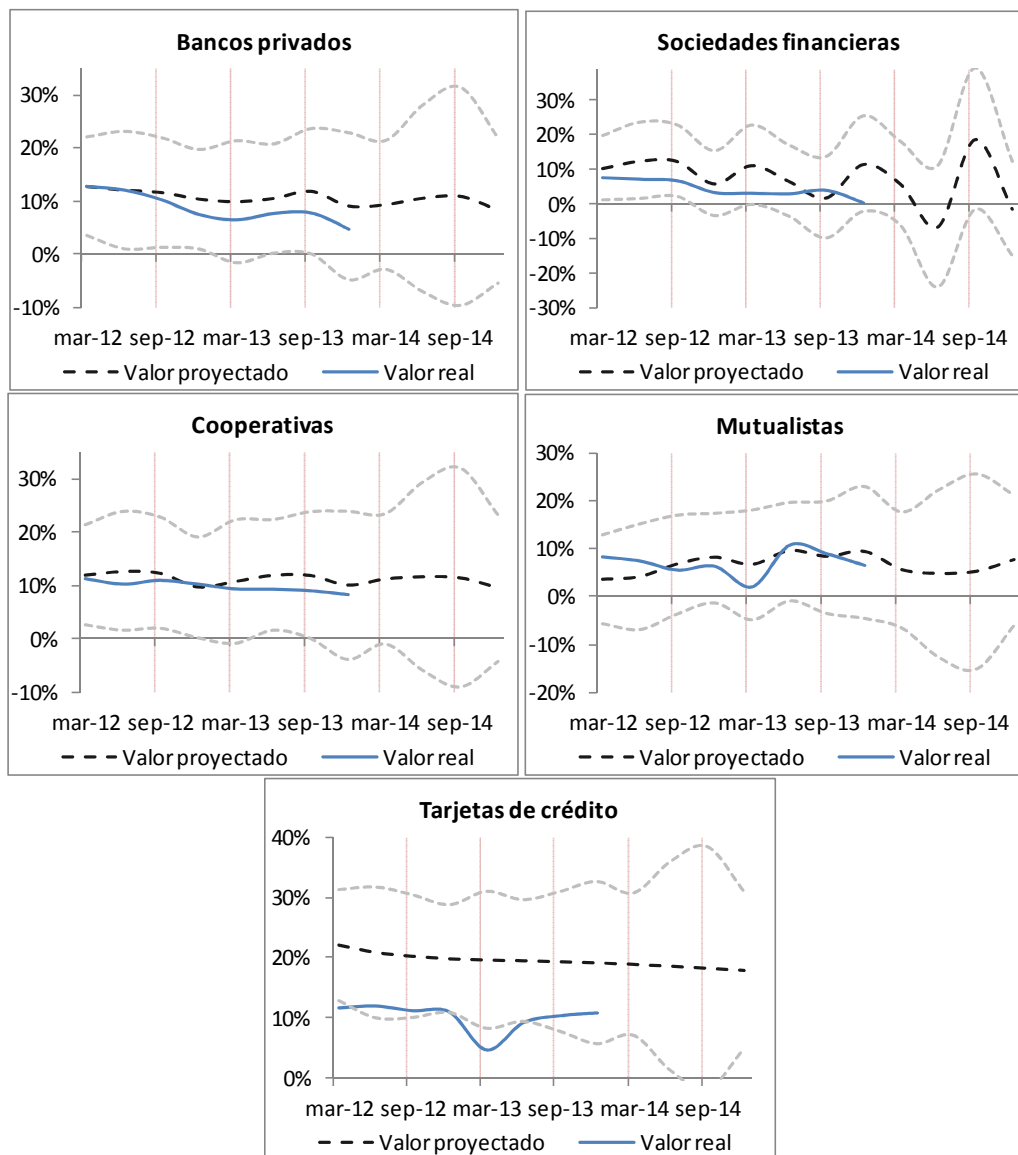 Bancos privados
30%
20%
10%
0%
-10%
mar-12 sep-12 mar-13 sep-13 mar-14 sep-14
Valor proyectado Valor real
Sociedades financieras
30%
20%
10%
0%
-10%
-20%
-30%
mar-12 sep-12 mar-13 sep-13 mar-14 sep-14
Valor proyectado Valor real
Cooperativas
30%
20%
10%
0%
-10%
mar-12 sep-12 mar-13 sep-13 mar-14 sep-14
Valor proyectado Valor real
Mutualistas
30%
20%
10%
0%
-10%
-20%
mar-12 sep-12 mar-13 sep-13 mar-14 sep-14
Valor proyectado Valor real
Tarjetas de crédito
40%
30%
20%
10%
0%
mar-12 sep-12 mar-13 sep-13 mar-14 sep-14
Valor proyectado Valor real